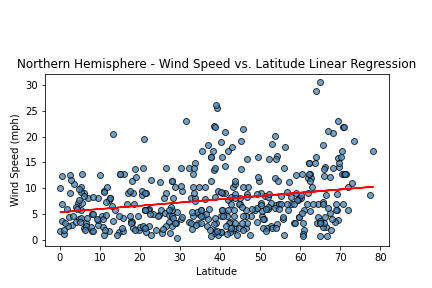 Northern Hemisphere - Wind Speed vs. Latitude Linear Regression
30
25
20
15
10
5
0
Wind Speed (mph)
0 10 20 30 40 50 60 70 80
Latitude